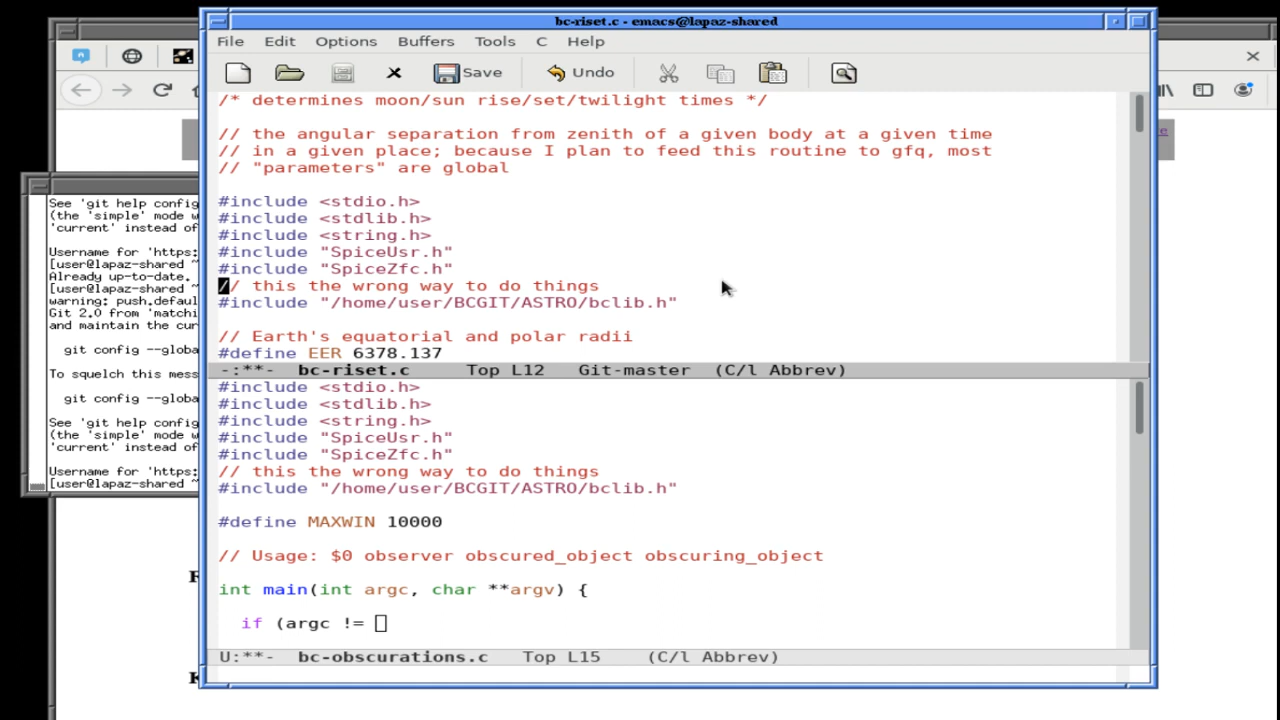 bc-riset.c - emacs@lapaz-shared
File Edit Options Buffers Tools C Help
Save Undo
/* determines moon/sun rise/set/twilight times */
// the angular separation from zenith of a given body at a given time
// in a given place; because I plan to feed this routine to gfq, most
// "parameters" are global
#include <stdio.h>
#include <stdlib.h>
#include <string.h>
#include "SpiceUsr.h"
#include "SpiceZfc.h"
// this the wrong way to do things
#include "/home/user/BCGIT/ASTRO/bclib.h"
// Earth's equatorial and polar radii
#define EER 6378.137
-:**- bc-riset.c Top L12 Git-master (C/l Abbrev)
#include <stdio.h>
#include <stdlib.h>
#include <string.h>
#include "SpiceUsr.h"
#include "SpiceZfc.h"
// this the wrong way to do things
#include "/home/user/BCGIT/ASTRO/bclib.h"
#define MAXWIN 10000
// Usage: $0 observer obscured_object obscuring_object
int main(int argc, char **argv) {
if (argc !=
U:**- bc-obscurations.c Top L15 (C/l Abbrev)
See 'git help config
(the 'simple' mode w
'current' instead of
Username for 'https:
[user@lapaz-shared ~
Already up-to-date.
[user@lapaz-shared ~
warning: push.defaul
Git 2.0 from 'matchi
and maintain the cur
git config --globa
To squelch this mess
git config --globa
See 'git help config
(the 'simple' mode w
'current' instead of
Username for 'https:
[user@lapaz-shared ~